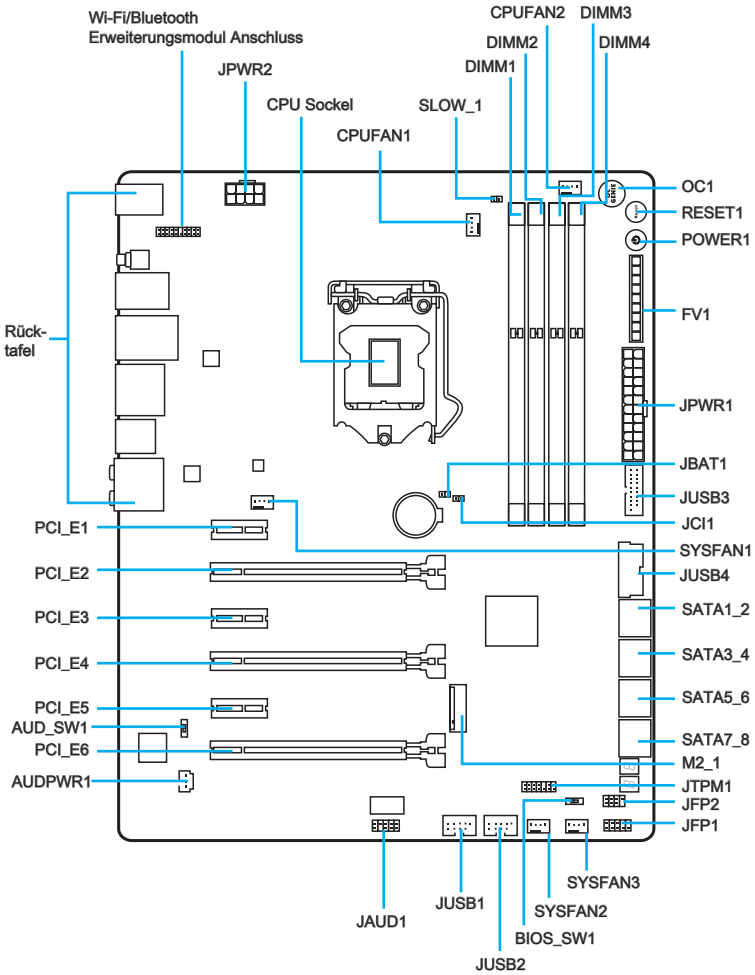 Wi-Fi/Bluetooth
Erweiterungsmodul Anschluss
JPWR2
CPU Sockel
CPUFAN1
SLOW_1
DIMM1
DIMM2
CPUFAN2
DIMM3
DIMM4
GENIE
OC1
RESET1
POWER1
FV1
Rück-
tafel
JPWR1
JBAT1
JUSB3
JCI1
SYSFAN1
JUSB4
PCI_E1
PCI_E2
PCI_E3
PCI_E4
PCI_E5
AUD_SW1
PCI_E6
AUDPWR1
SATA1_2
SATA3_4
SATA5_6
SATA7_8
M2_1
JTPM1
JFP2
JFP1
SYSFAN3
SYSFAN2
BIOS_SW1
JUSB2
JUSB1
JAUD1